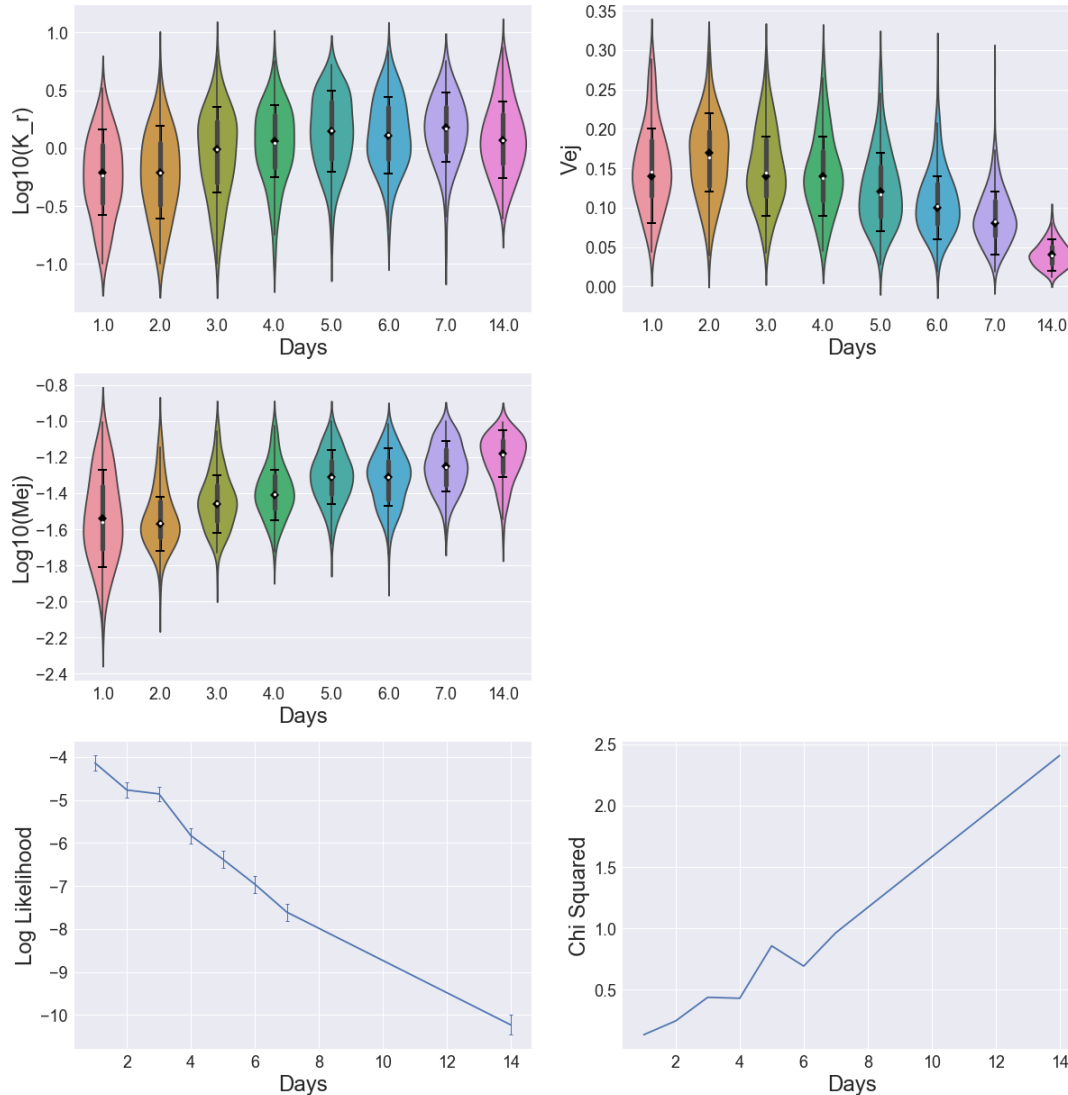 1.0
0.5
0.0
−0.5
−1.0
Log10(K_r)
1.0 2.0 3.0 4.0 5.0 6.0 7.0 14.0
Days
0.35
0.30
0.25
0.20
0.15
0.10
0.05
0.00
Vej
1.0 2.0 3.0 4.0 5.0 6.0 7.0 14.0
Days
−0.8
−1.0
−1.2
−1.4
−1.6
−1.8
−2.0
−2.2
−2.4
Log10(Mej)
1.0 2.0 3.0 4.0 5.0 6.0 7.0 14.0
Days
−4
−5
−6
−7
−8
−9
−10
Log Likelihood
2 4 6 8 10 12 14
Days
2.5
2.0
1.5
1.0
0.5
Chi Squared
2 4 6 8 10 12 14
Days